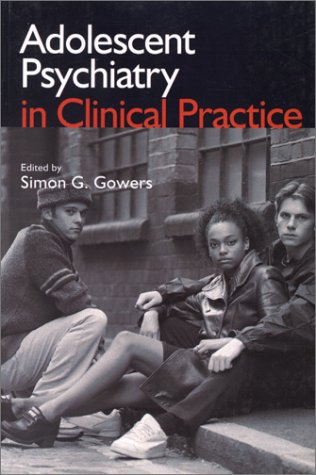 Adolescent
Psychiatry
in Clinical Practice
Edited by
Simon G. Gowers